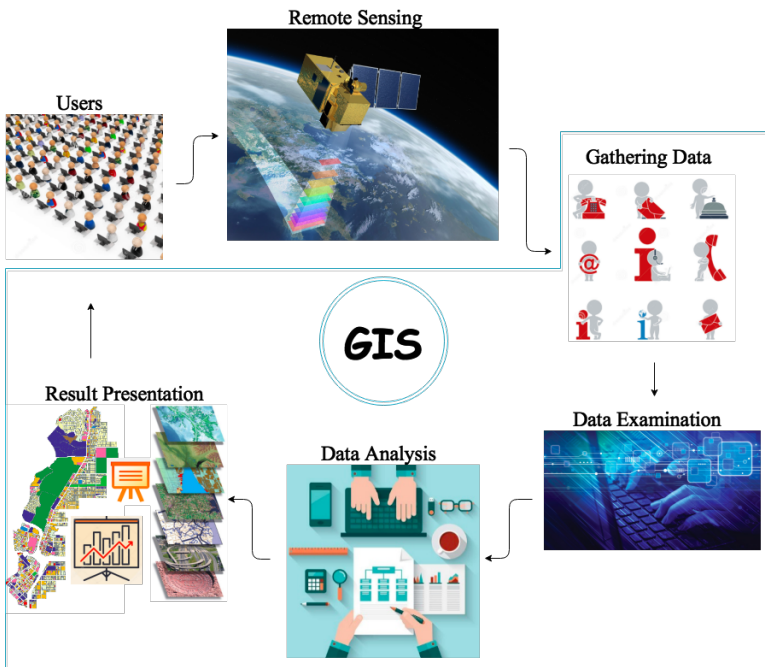 Remote Sensing
Users
Gathering Data
GIS
Result Presentation
Data Examination
Data Analysis